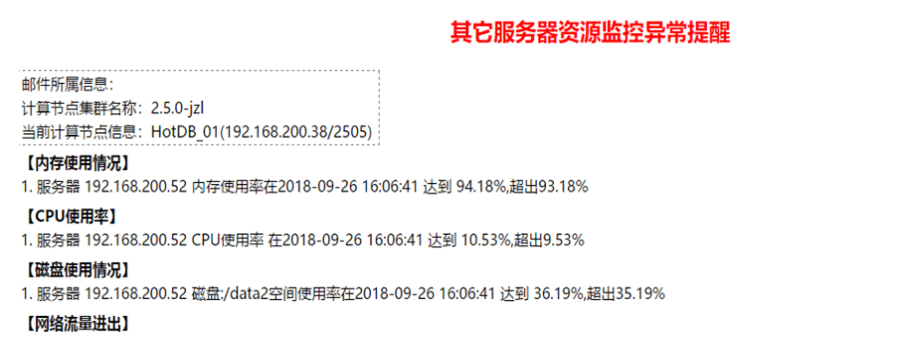 其它服务器资源监控异常提醒
邮件所属信息：
计算节点集群名称：2.5.0-jzl
当前计算节点信息：HotDB_01(192.168.200.38/2505)
【内存使用情况】
1. 服务器 192.168.200.52 内存使用率在2018-09-26 16:06:41 达到 94.18%,超出93.18%
【CPU使用率】
1. 服务器 192.168.200.52 CPU使用率 在2018-09-26 16:06:41 达到 10.53%,超出9.53%
【磁盘使用情况】
1. 服务器 192.168.200.52 磁盘:/data2空间使用率在2018-09-26 16:06:41 达到 36.19%,超出35.19%
【网络流量进出】